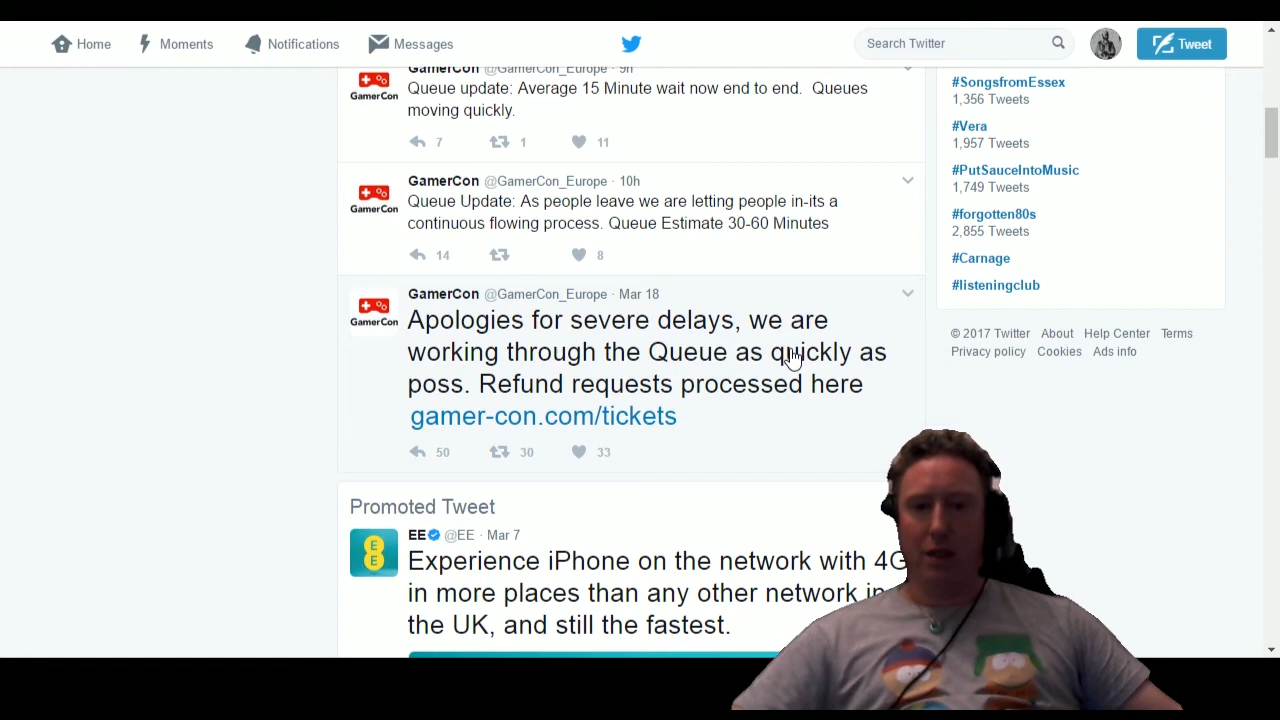 Home
Moments
Notifications
Messages
Search Twitter
Tweet
GamerCon @GamerCon_Europe · 9h
Queue update: Average 15 Minute wait now end to end.  Queues
moving quickly.
7
1
11
GamerCon
GamerCon @GamerCon_Europe · 10h
Queue Update: As people leave we are letting people in-its a
continuous flowing process. Queue Estimate 30-60 Minutes
14
8
GamerCon
GamerCon @GamerCon_Europe · Mar 18
Apologies for severe delays, we are
working through the Queue as quickly as
poss. Refund requests processed here
gamer-con.com/tickets
50
30
33
GamerCon
Promoted Tweet
EE @EE · Mar 7
Experience iPhone on the network with 4G
in more places than any other network in
the UK, and still the fastest.
E
E
#SongsfromEssex
1,356 Tweets
#Vera
1,957 Tweets
#PutSauceIntoMusic
1,749 Tweets
#forgotten80s
2,855 Tweets
#Carnage
#listeningclub
© 2017 Twitter About Help Center Terms
Privacy policy Cookies Ads info